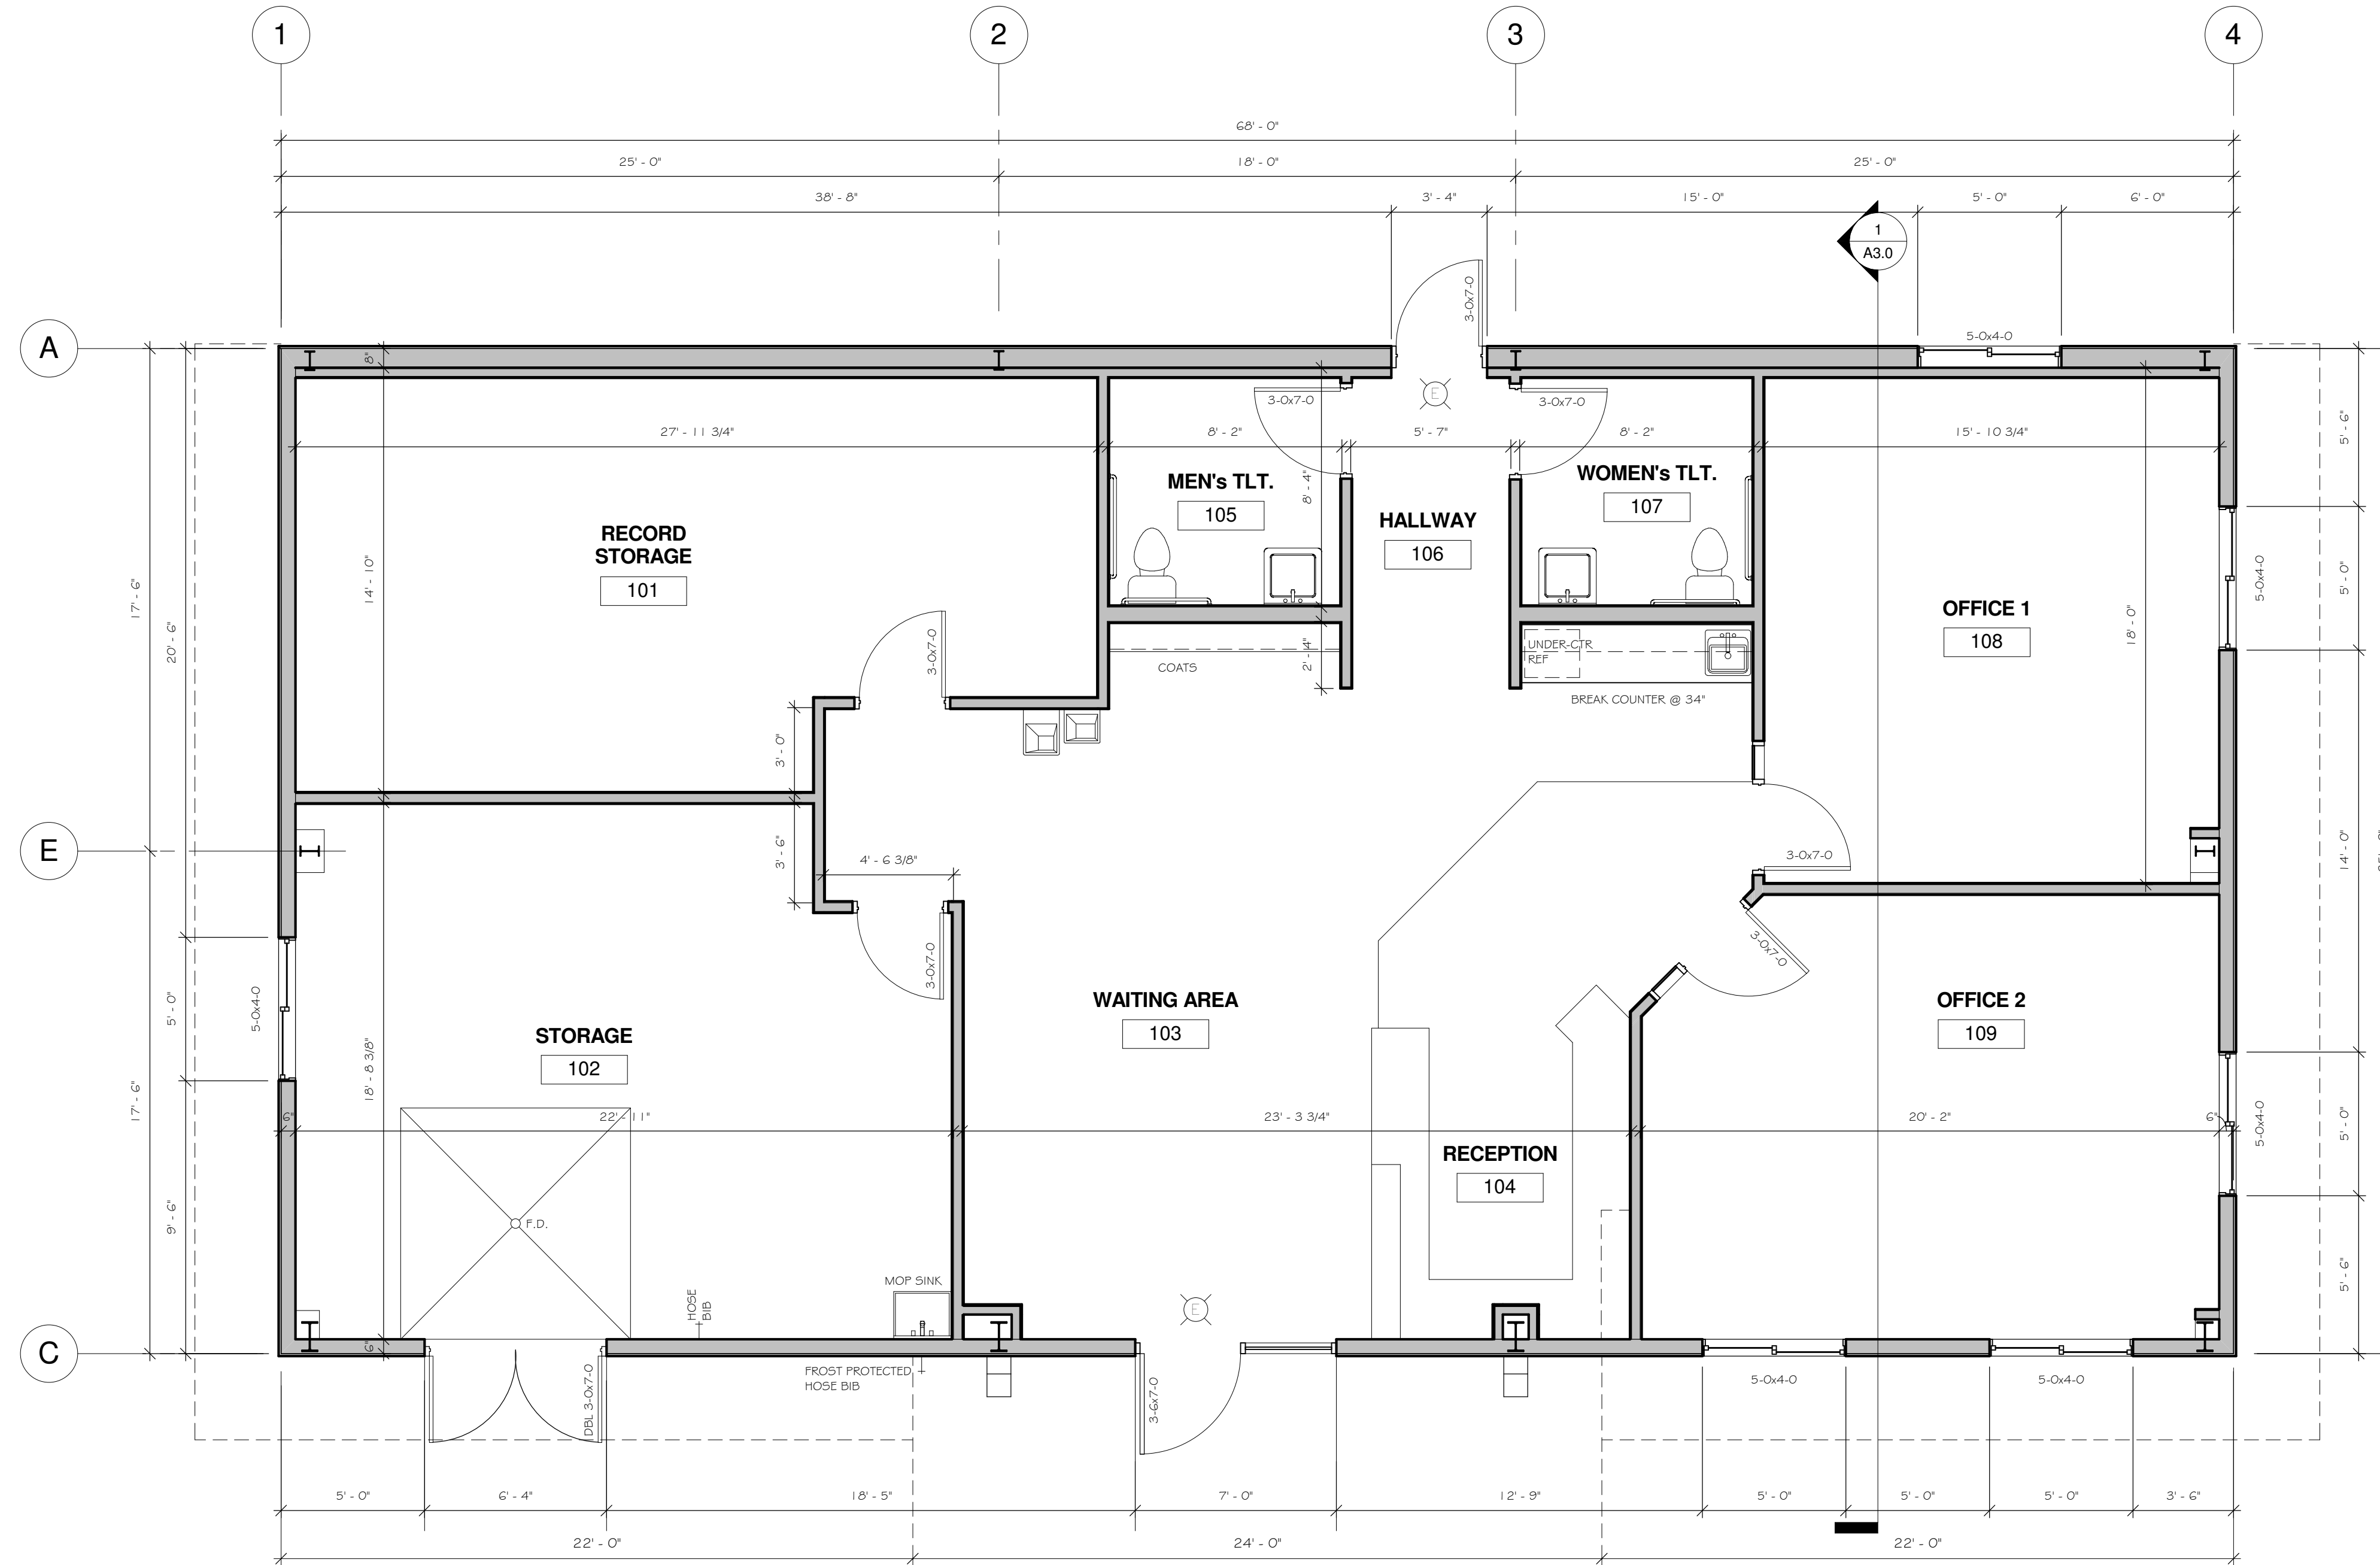 1
2
3
4
68' - 0"
25' - 0"
18' - 0"
25' - 0"
38' - 8"
3' - 4"
15' - 0"
5' - 0"
6' - 0"
1
A3.0
3-0x7-0
5-0x4-0
A
8"
3-0x7-0
E
3-0x7-0
27' - 11 3/4"
8' - 2"
5' - 7"
8' - 2"
15' - 10 3/4"
5' - 6"
MEN's TLT.
105
8' - 4"
WOMEN's TLT.
107
HALLWAY
106
RECORD
STORAGE
101
14' - 10"
17' - 6"
20' - 6"
5-0x4-0
5' - 0"
OFFICE 1
108
18' - 0"
3-0x7-0
COATS
2' - 4"
UNDER-CTR
REF
BREAK COUNTER @ 34"
3' - 0"
E
3' - 6"
4' - 6 3/8"
3-0x7-0
14' - 0"
3-0x7-0
3-0x7-0
5-0x4-0
5' - 0"
WAITING AREA
103
OFFICE 2
109
STORAGE
102
18' - 8 3/8"
17' - 6"
6"
22' - 11"
23' - 3 3/4"
20' - 2"
6"
5-0x4-0
5' - 0"
RECEPTION
104
9' - 6"
F.D.
MOP SINK
HOSE
BIB
E
5' - 6"
C
6"
DBL 3-0x7-0
FROST PROTECTED
HOSE BIB
3-6x7-0
5-0x4-0
5-0x4-0
5' - 0"
6' - 4"
18' - 5"
7' - 0"
12' - 9"
5' - 0"
5' - 0"
5' - 0"
3' - 6"
22' - 0"
24' - 0"
22' - 0"